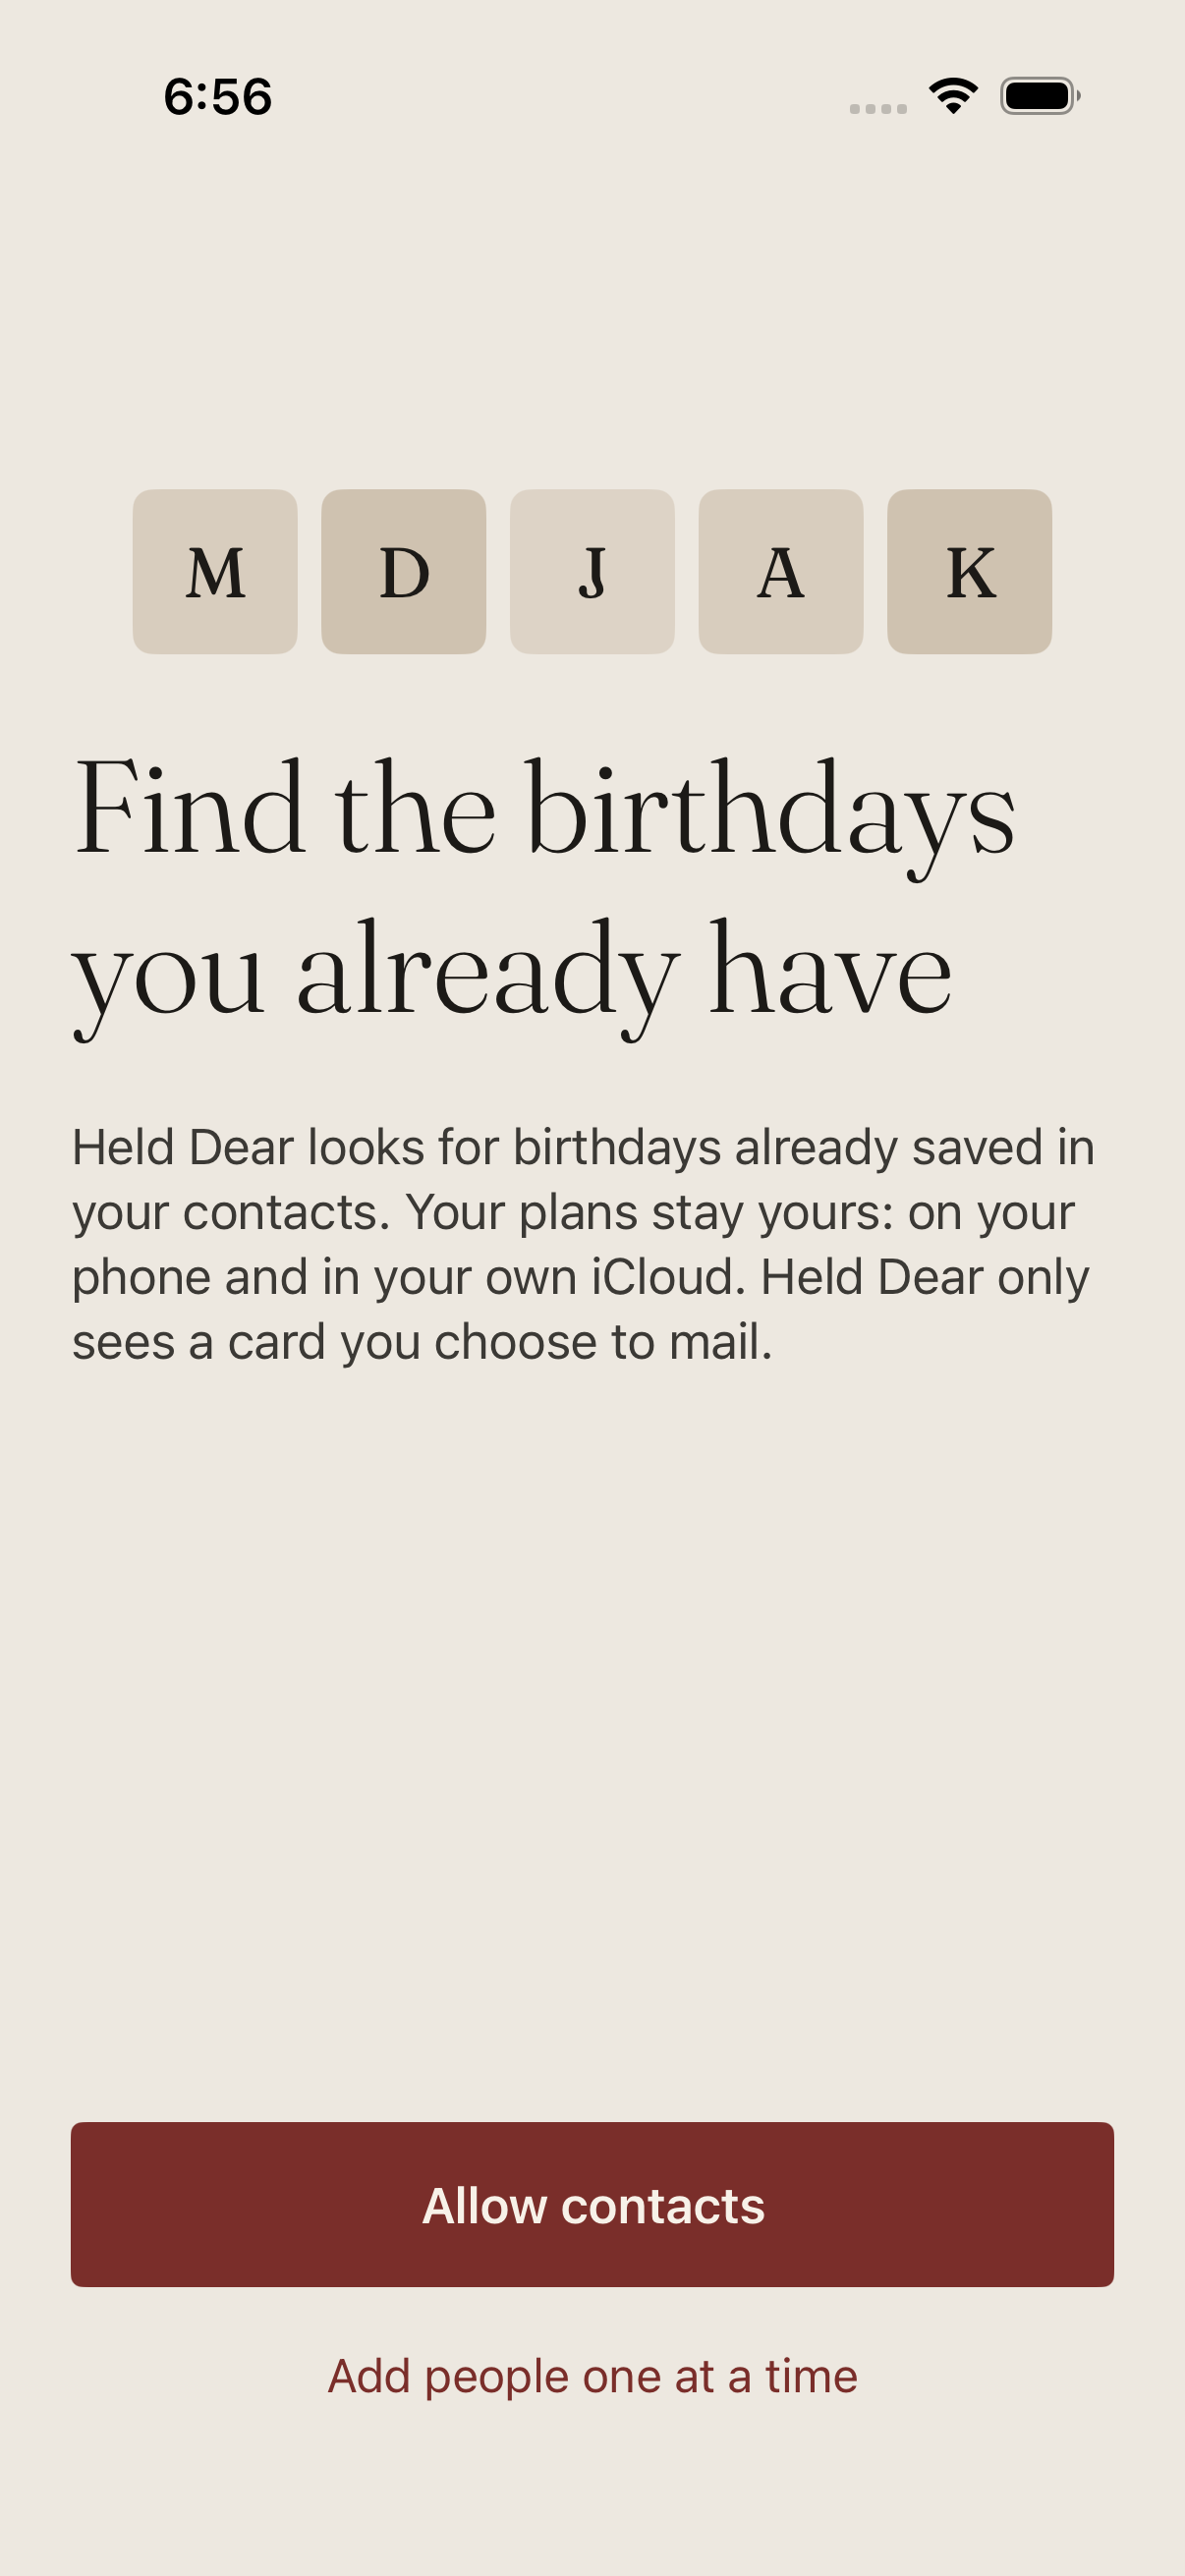 6:56
M D J A K
Find the birthdays
you already have
Held Dear looks for birthdays already saved in
your contacts. Your plans stay yours: on your
phone and in your own iCloud. Held Dear only
sees a card you choose to mail.
Allow contacts
Add people one at a time